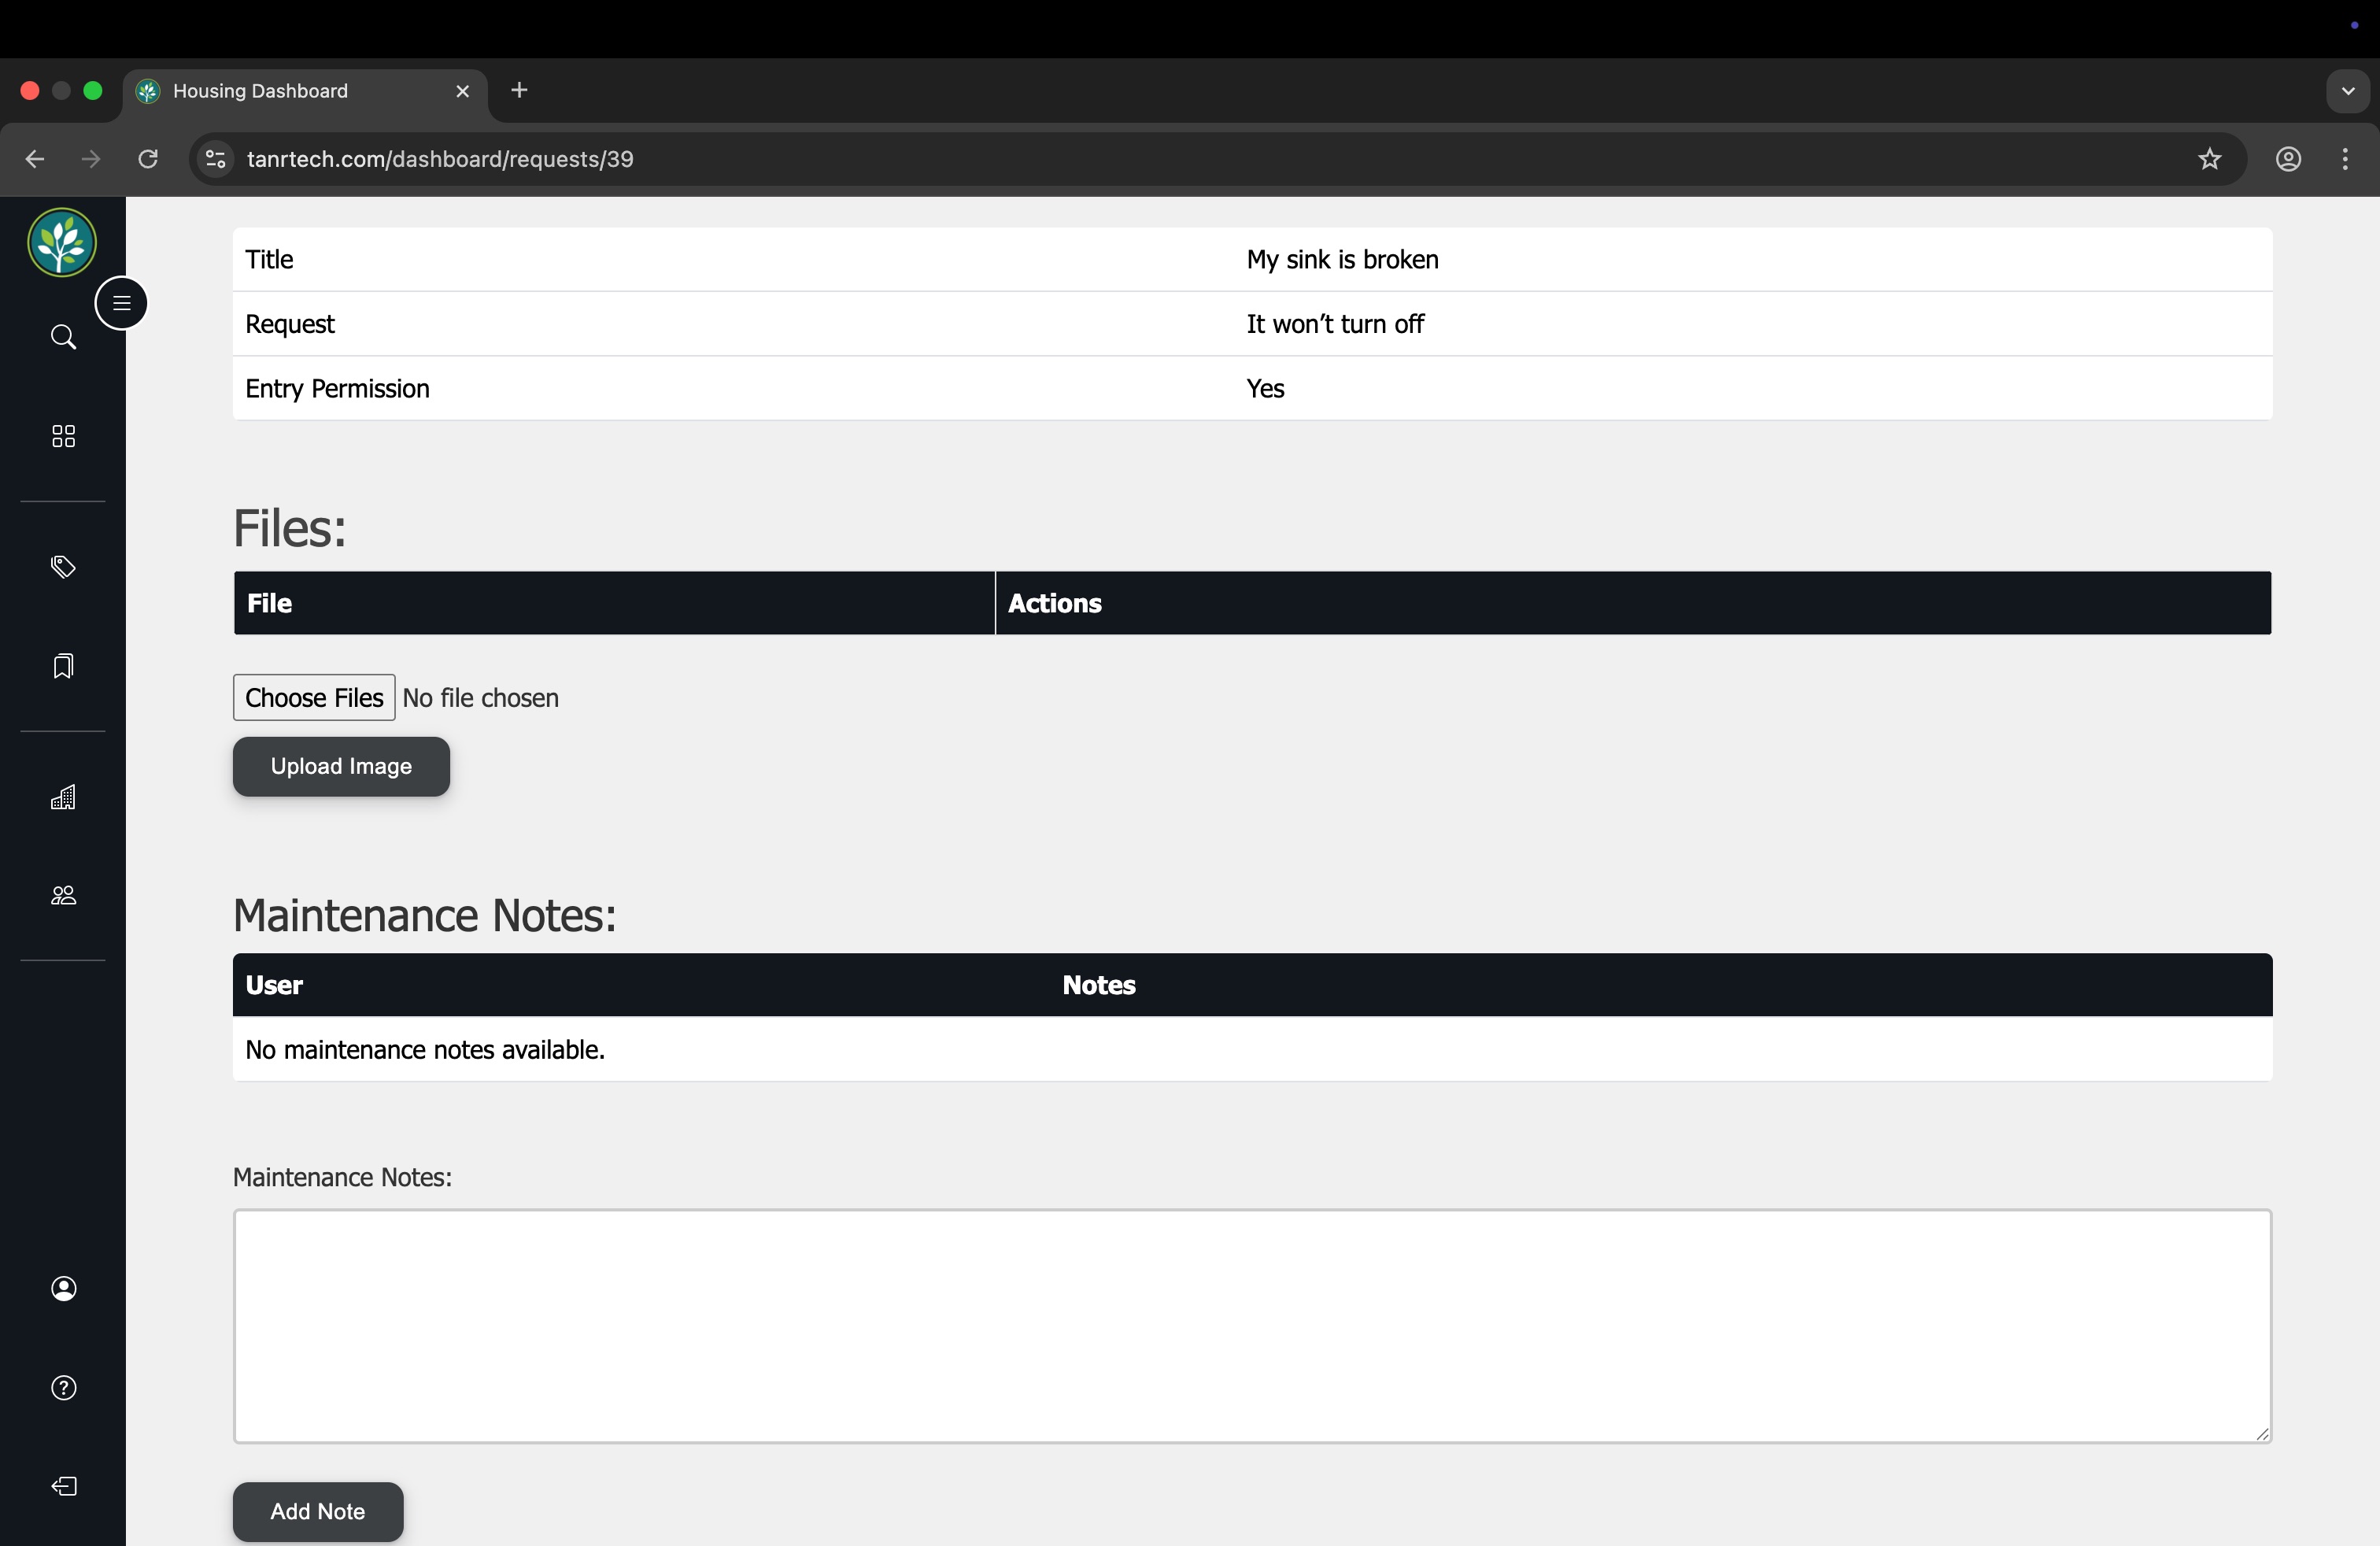 Housing Dashboard
tanrtech.com/dashboard/requests/39
Title My sink is broken
Request It won’t turn off
Entry Permission Yes
Files:
File Actions
Choose Files No file chosen
Upload Image
Maintenance Notes:
User Notes
No maintenance notes available.
Maintenance Notes:
Add Note